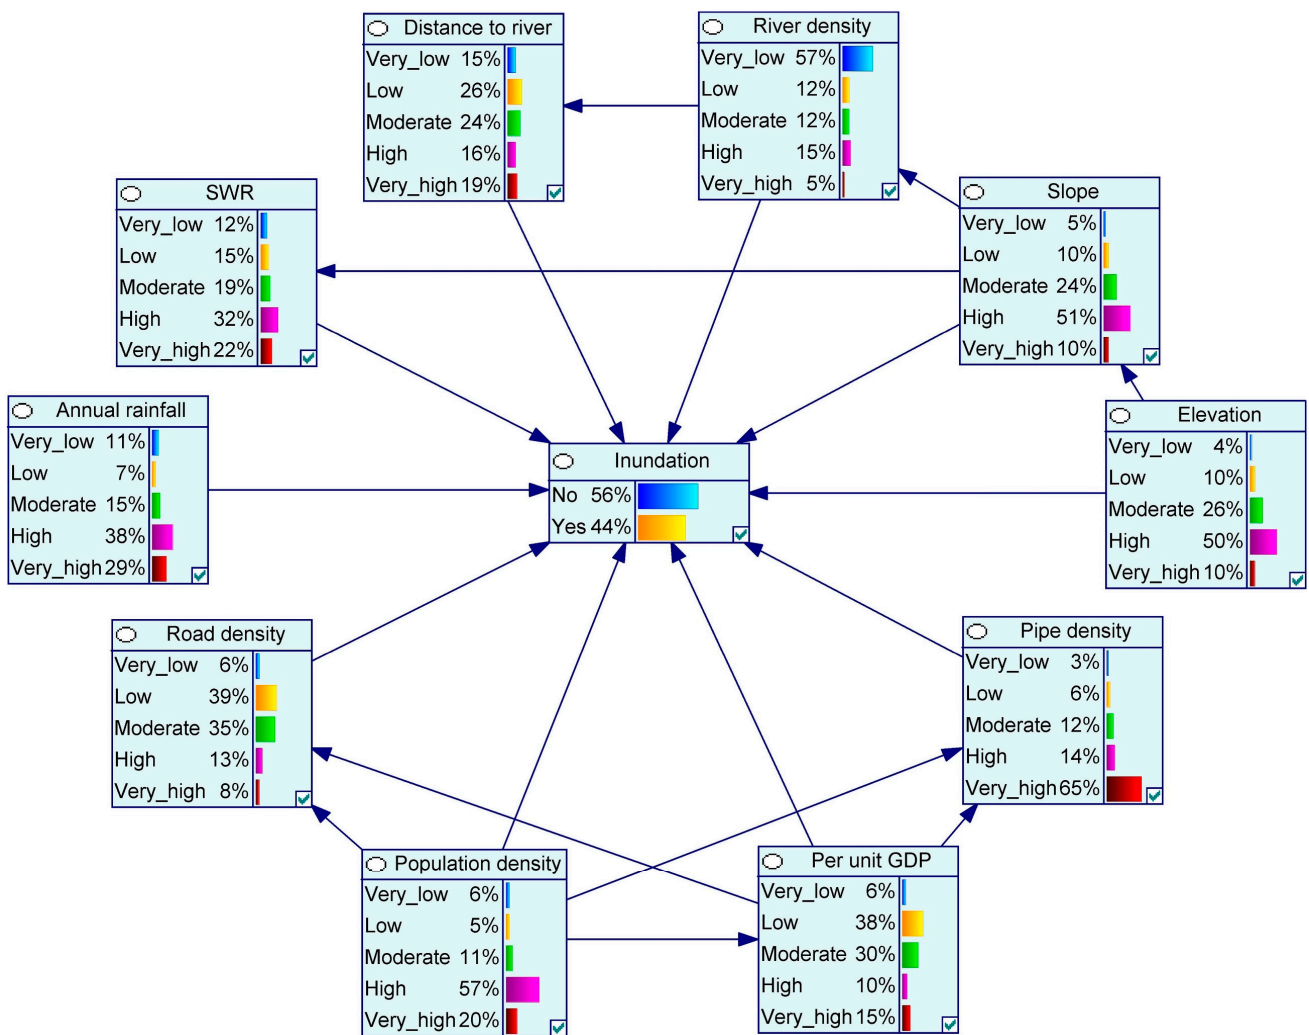 Distance to river
Very_low 15%
Low 26%
Moderate 24%
High 16%
Very_high 19%
River density
Very_low 57%
Low 12%
Moderate 12%
High 15%
Very_high 5%
SWR
Very_low 12%
Low 15%
Moderate 19%
High 32%
Very_high 22%
Slope
Very_low 5%
Low 10%
Moderate 24%
High 51%
Very_high 10%
Annual rainfall
Very_low 11%
Low 7%
Moderate 15%
High 38%
Very_high 29%
Inundation
No 56%
Yes 44%
Elevation
Very_low 4%
Low 10%
Moderate 26%
High 50%
Very_high 10%
Road density
Very_low 6%
Low 39%
Moderate 35%
High 13%
Very_high 8%
Pipe density
Very_low 3%
Low 6%
Moderate 12%
High 14%
Very_high 65%
Population density
Very_low 6%
Low 5%
Moderate 11%
High 57%
Very_high 20%
Per unit GDP
Very_low 6%
Low 38%
Moderate 30%
High 10%
Very_high 15%